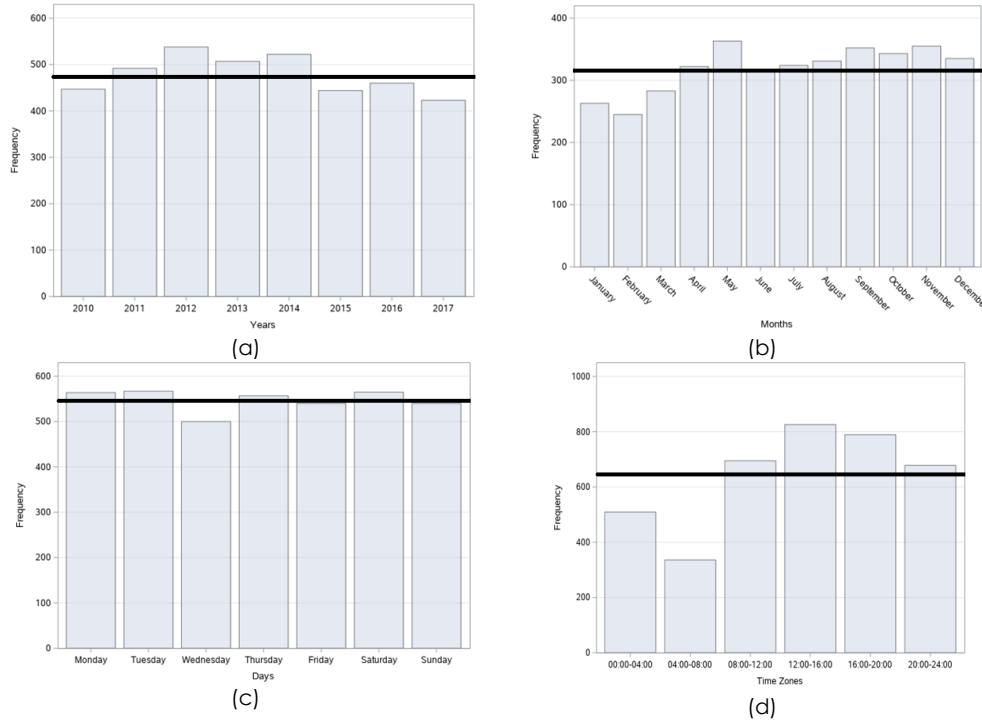 600
500
400
300
200
100
0
Frequency
2010 2011 2012 2013 2014 2015 2016 2017
Years
(a)
400
300
200
100
0
Frequency
January February March April May June July August September October November December
Months
(b)
600
500
400
300
200
100
0
Frequency
Monday Tuesday Wednesday Thursday Friday Saturday Sunday
Days
(c)
1000
800
600
400
200
0
Frequency
00:00-04:00 04:00-08:00 08:00-12:00 12:00-16:00 16:00-20:00 20:00-24:00
Time Zones
(d)